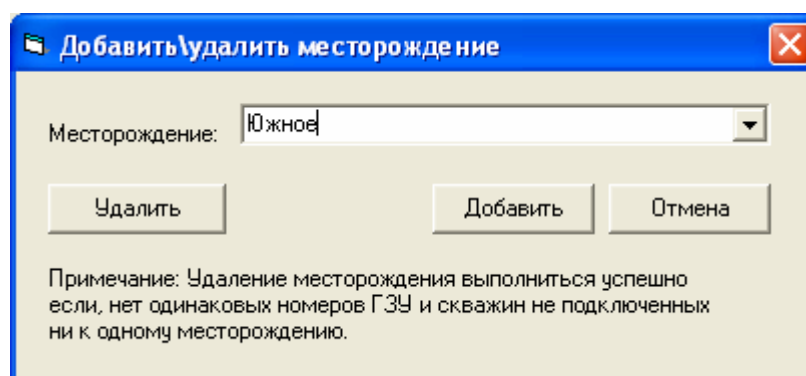 Добавить\удалить месторождение
Месторождение: Южное
Удалить Добавить Отмена
Примечание: Удаление месторождения выполниться успешно
если, нет одинаковых номеров ГЗУ и скважин не подключенных
ни к одному месторождению.